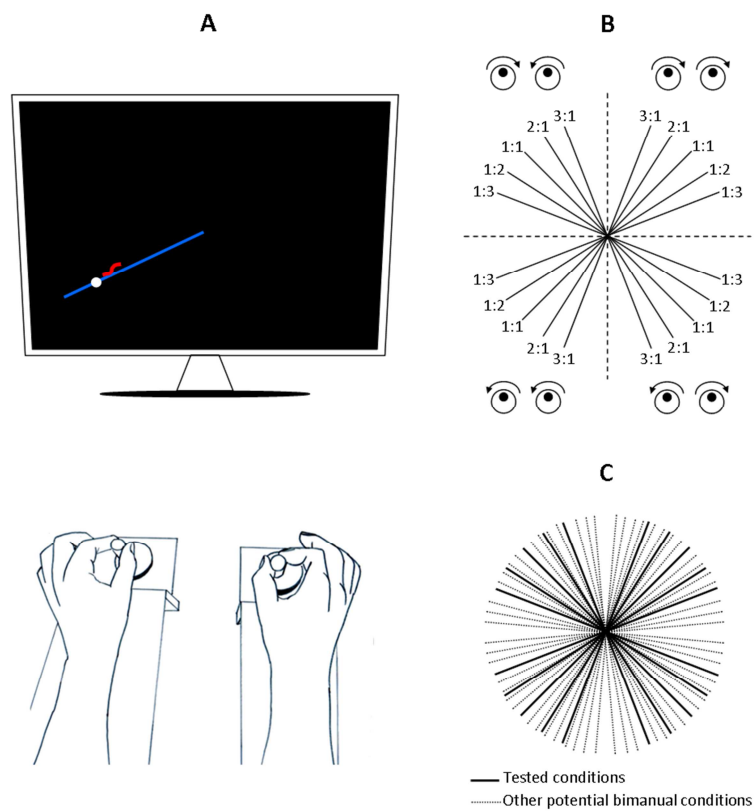 A
B
3:1 3:1
2:1 2:1
1:1 1:1
1:2 1:2
1:3 1:3
1:3 1:3
1:2 1:2
1:1 1:1
2:1 2:1
3:1 3:1
C
Tested conditions
Other potential bimanual conditions